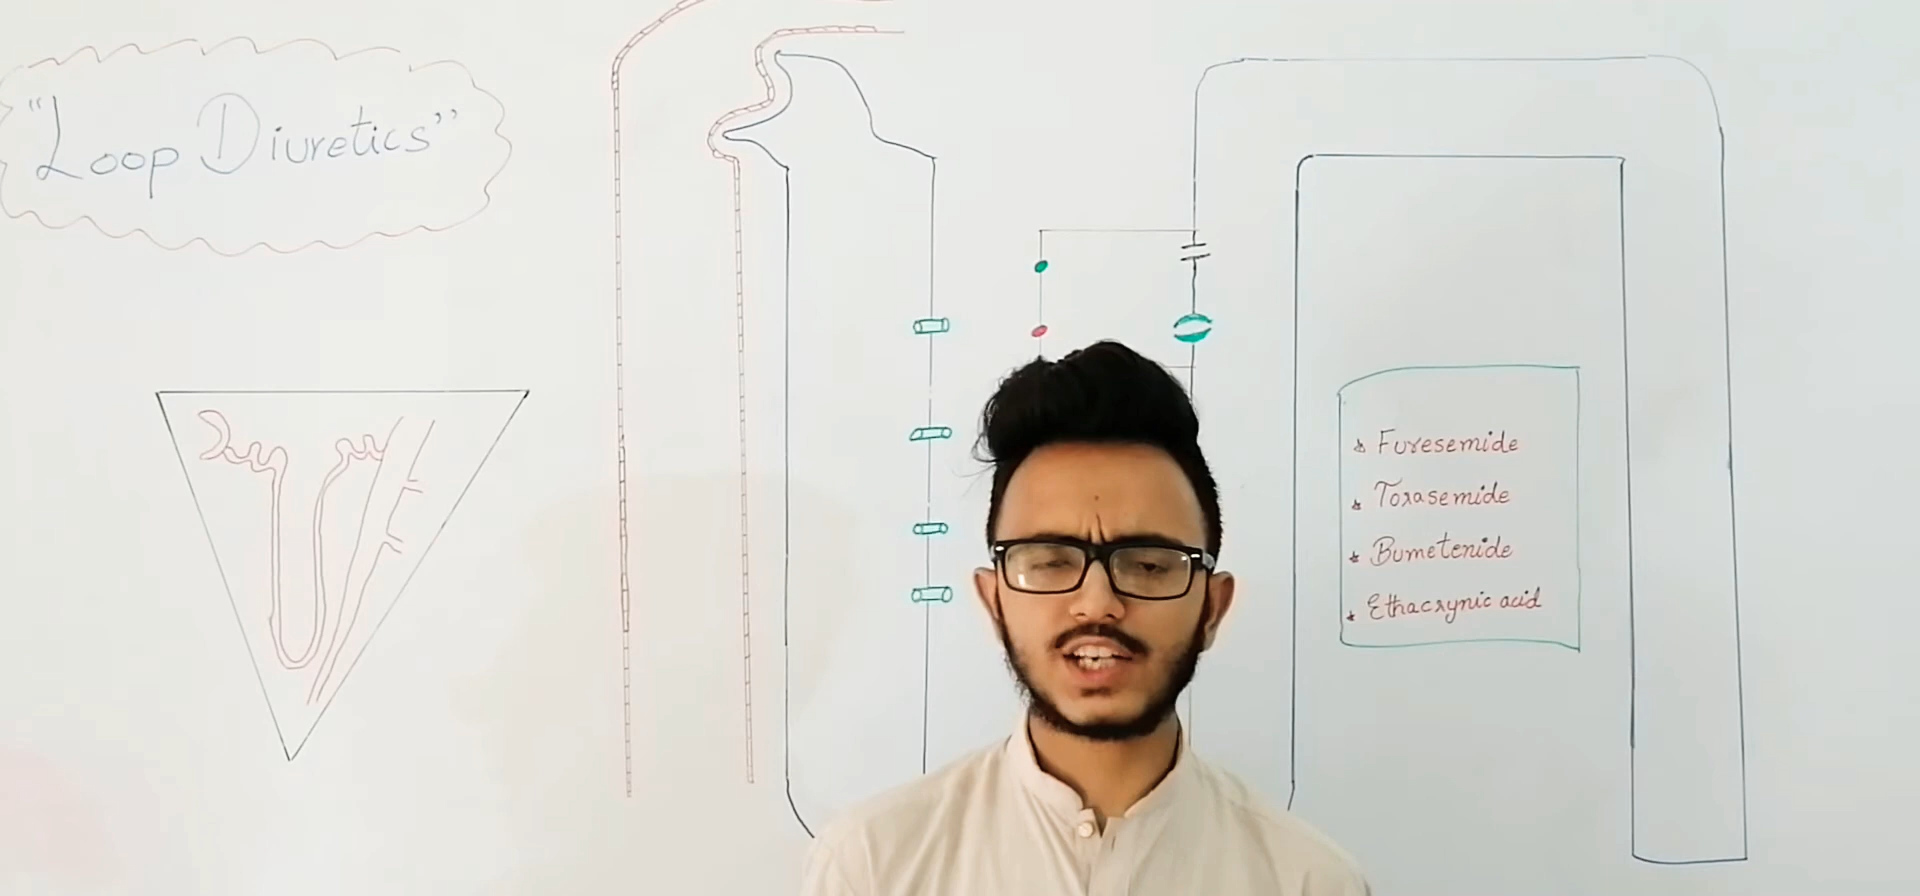 "Loop Diuretics"
* Furesemide
* Torasemide
* Bumetenide
* Ethacrynic acid